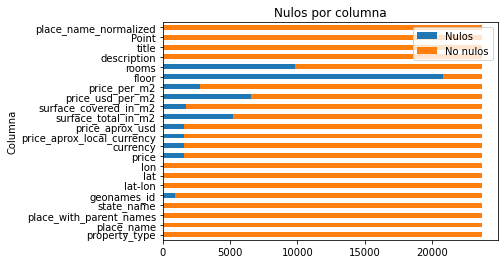 Nulos por columna
Nulos
No nulos
Columna
place_name_normalized
Point
title
description
rooms
floor
price_per_m2
price_usd_per_m2
surface_covered_in_m2
surface_total_in_m2
price_aprox_usd
price_aprox_local_currency
currency
price
lon
lat
lat-lon
geonames_id
state_name
place_with_parent_names
place_name
property_type
0 5000 10000 15000 20000